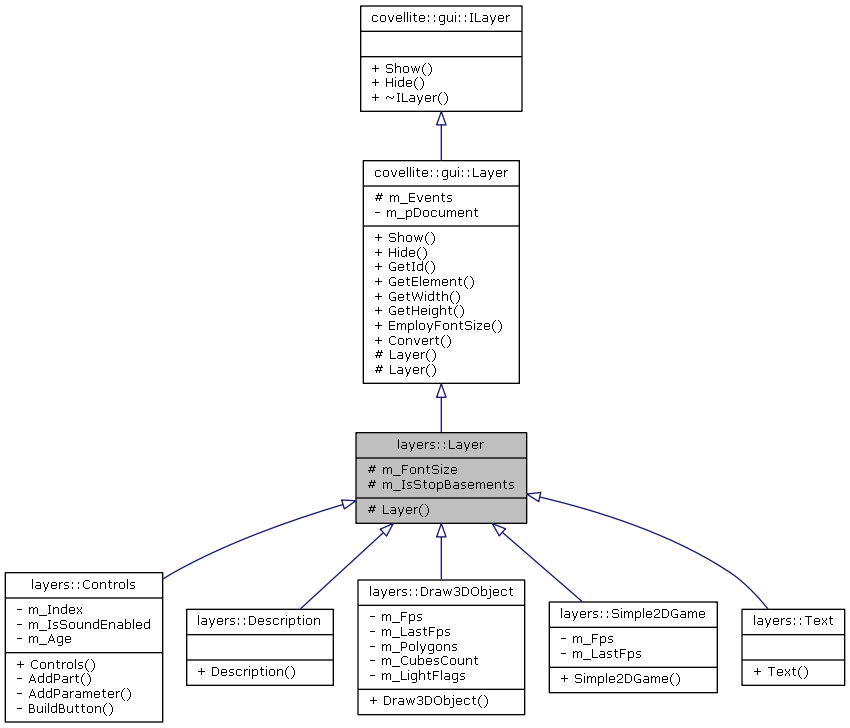 covellite::gui::ILayer
+ Show()
+ Hide()
+ ~ILayer()
covellite::gui::Layer
# m_Events
- m_pDocument
+ Show()
+ Hide()
+ GetId()
+ GetElement()
+ GetWidth()
+ GetHeight()
+ EmployFontSize()
+ Convert()
# Layer()
# Layer()
layers::Layer
# m_FontSize
# m_IsStopBasements
# Layer()
layers::Controls
- m_Index
- m_IsSoundEnabled
- m_Age
+ Controls()
- AddPart()
- AddParameter()
- BuildButton()
layers::Description
+ Description()
layers::Draw3DObject
- m_Fps
- m_LastFps
- m_Polygons
- m_CubesCount
- m_LightFlags
+ Draw3DObject()
layers::Simple2DGame
- m_Fps
- m_LastFps
+ Simple2DGame()
layers::Text
+ Text()